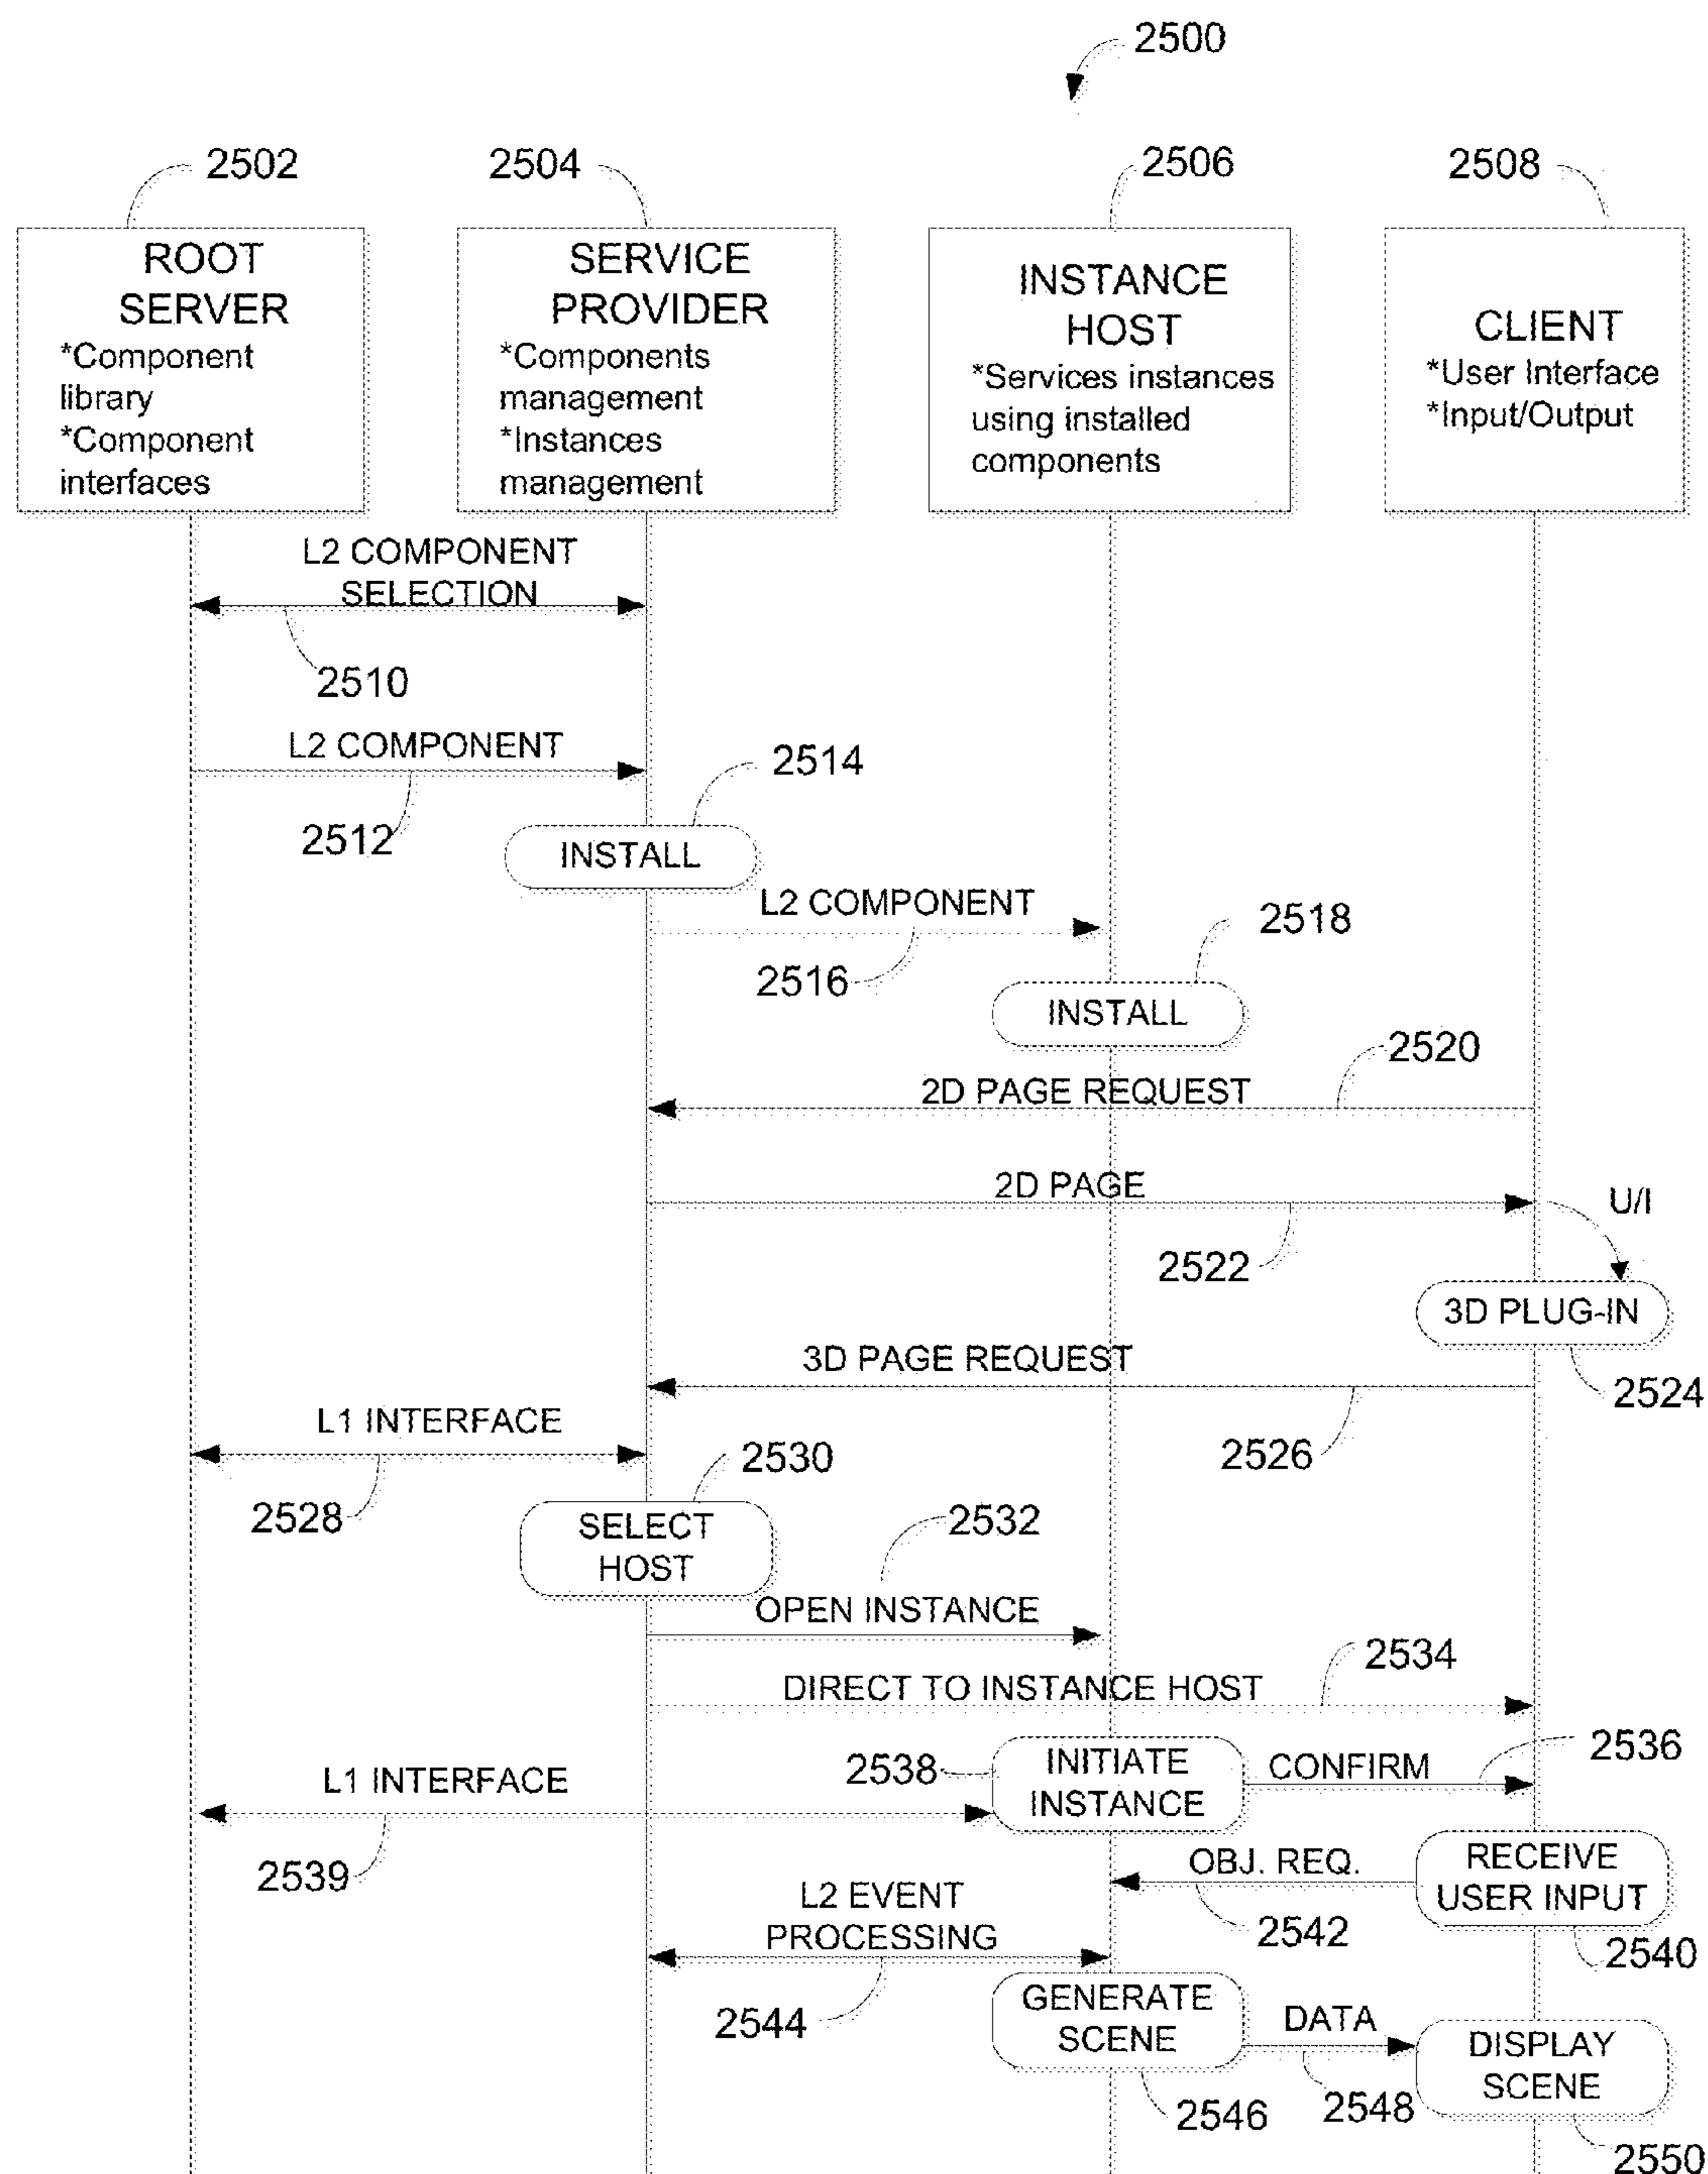 2500
2502
2504
2506
2508
ROOT
SERVER
*Component
library
*Component
interfaces
SERVICE
PROVIDER
*Components
management
*Instances
management
INSTANCE
HOST
*Services instances
using installed
components
CLIENT
*User Interface
*Input/Output
L2 COMPONENT
SELECTION
2510
L2 COMPONENT
2512
2514
INSTALL
L2 COMPONENT
2516
2518
INSTALL
2520
2D PAGE REQUEST
2D PAGE
2522
U/I
3D PLUG-IN
2524
3D PAGE REQUEST
2526
L1 INTERFACE
2528
2530
SELECT
HOST
2532
OPEN INSTANCE
2534
DIRECT TO INSTANCE HOST
2536
2538
INITIATE
INSTANCE
CONFIRM
L1 INTERFACE
2539
OBJ. REQ.
2542
RECEIVE
USER INPUT
2540
L2 EVENT
PROCESSING
2544
GENERATE
SCENE
2546
DATA
2548
DISPLAY
SCENE
2550